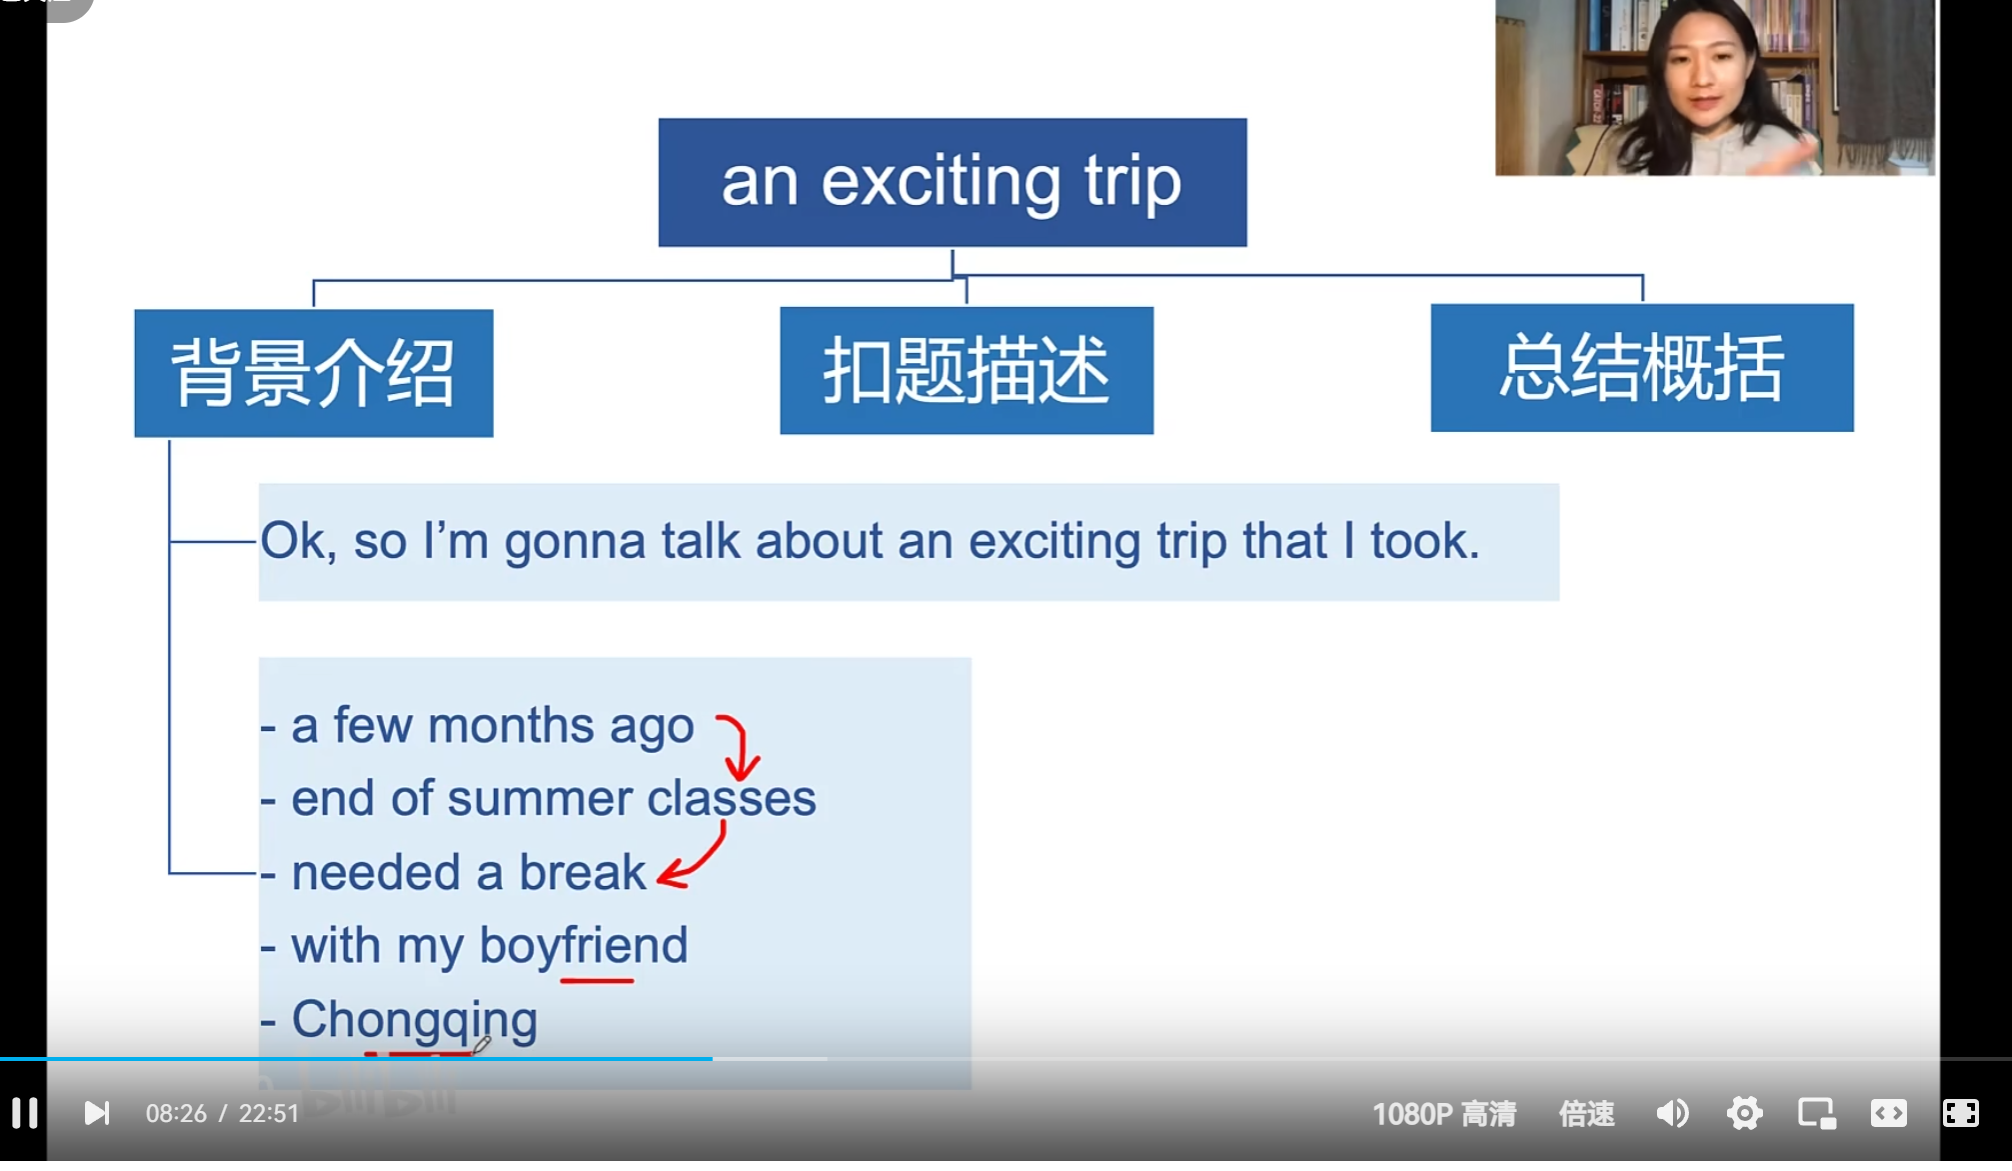 an exciting trip
背景介绍
扣题描述
总结概括
Ok, so I’m gonna talk about an exciting trip that I took.
- a few months ago
- end of summer classes
- needed a break
- with my boyfriend
- Chongqing
bilibili
08:26 / 22:51
1080P 高清
倍速